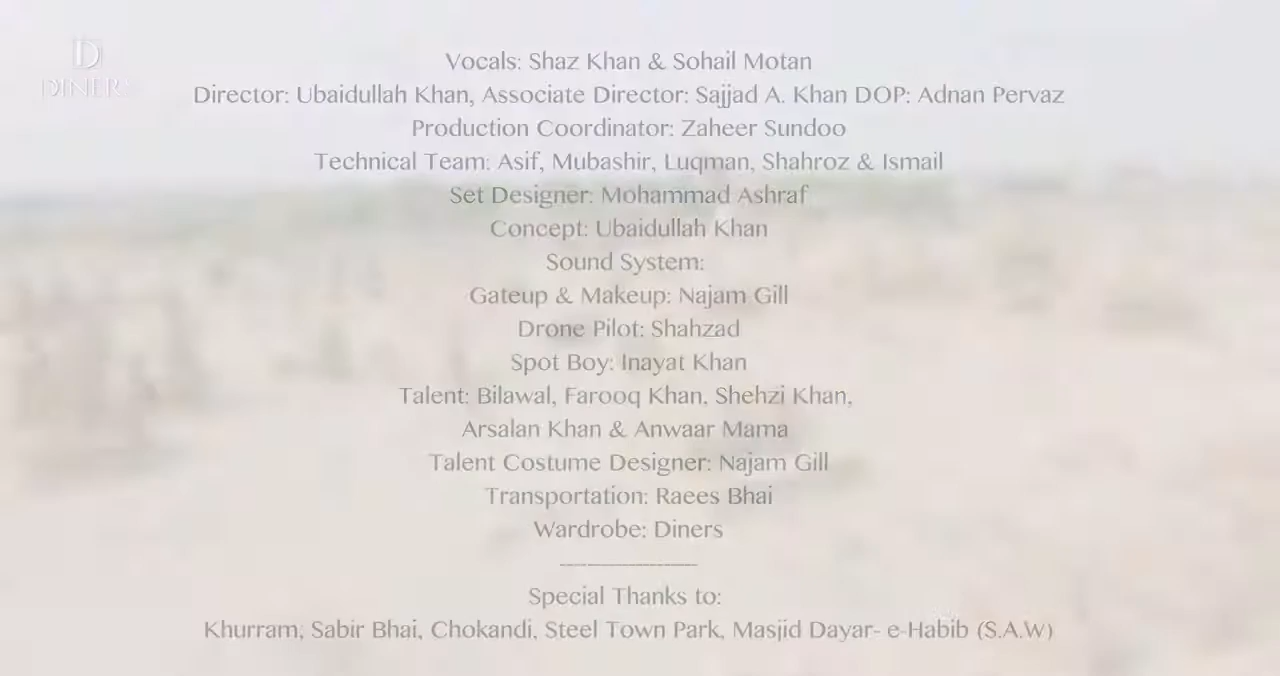 D
DINERS
Vocals: Shaz Khan & Sohail Motan
Director: Ubaidullah Khan, Associate Director: Sajjad A. Khan DOP: Adnan Pervaz
Production Coordinator: Zaheer Sundoo
Technical Team: Asif, Mubashir, Luqman, Shahroz & Ismail
Set Designer: Mohammad Ashraf
Concept: Ubaidullah Khan
Sound System:
Gateup & Makeup: Najam Gill
Drone Pilot: Shahzad
Spot Boy: Inayat Khan
Talent: Bilawal, Farooq Khan, Shehzi Khan,
Arsalan Khan & Anwaar Mama
Talent Costume Designer: Najam Gill
Transportation: Raees Bhai
Wardrobe: Diners
--------------------
Special Thanks to:
Khurram, Sabir Bhai, Chokandi, Steel Town Park, Masjid Dayar- e-Habib (S.A.W)